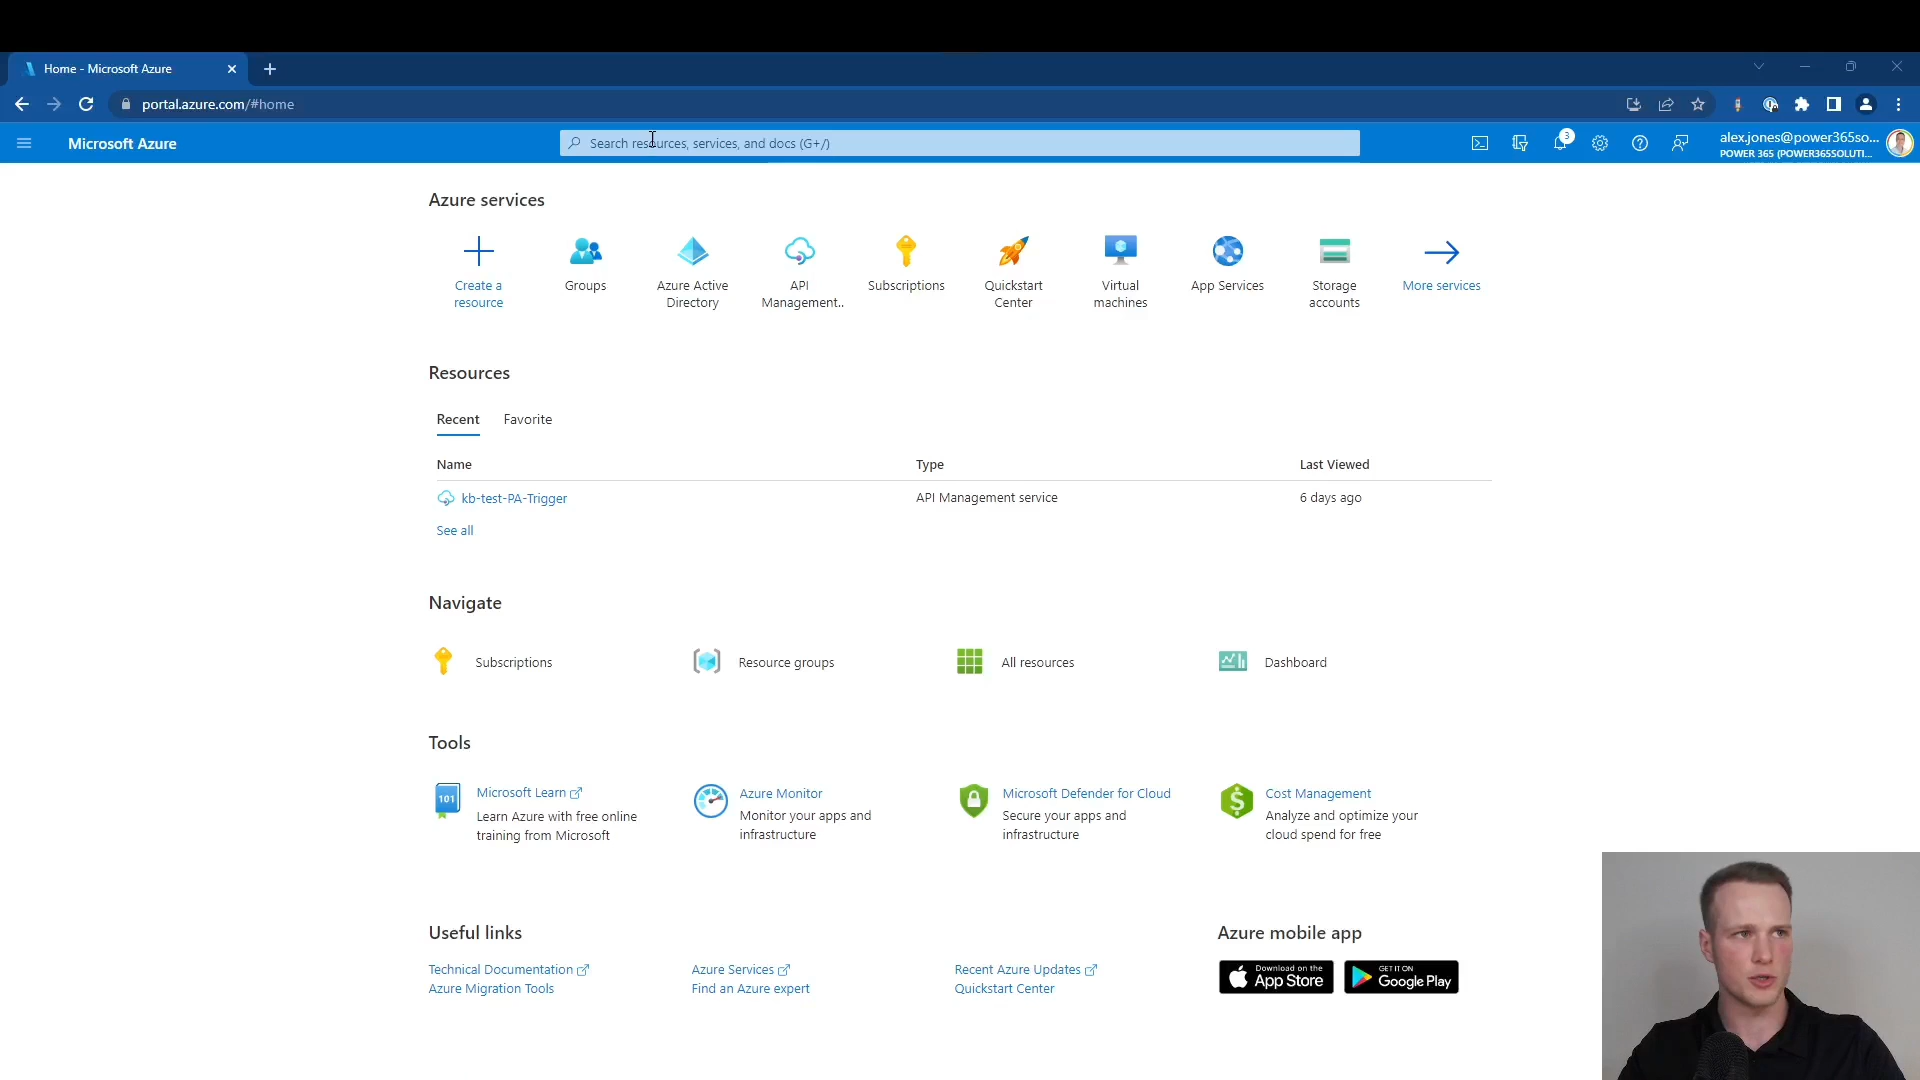 Home - Microsoft Azure
portal.azure.com/#home
Microsoft Azure
Search resources, services, and docs (G+/)
3
alex.jones@power365so...
POWER 365 (POWER365SOLUTI...
Azure services
Create a resource
Groups
Azure Active Directory
API Management..
Subscriptions
Quickstart Center
Virtual machines
App Services
Storage accounts
More services
Resources
Recent
Favorite
Name
Type
Last Viewed
kb-test-PA-Trigger
API Management service
6 days ago
See all
Navigate
Subscriptions
Resource groups
All resources
Dashboard
Tools
101
Microsoft Learn
Learn Azure with free online
training from Microsoft
Azure Monitor
Monitor your apps and
infrastructure
Microsoft Defender for Cloud
Secure your apps and
infrastructure
$
Cost Management
Analyze and optimize your
cloud spend for free
Useful links
Technical Documentation
Azure Migration Tools
Azure Services
Find an Azure expert
Recent Azure Updates
Quickstart Center
Azure mobile app
Download on the
App Store
GET IT ON
Google Play